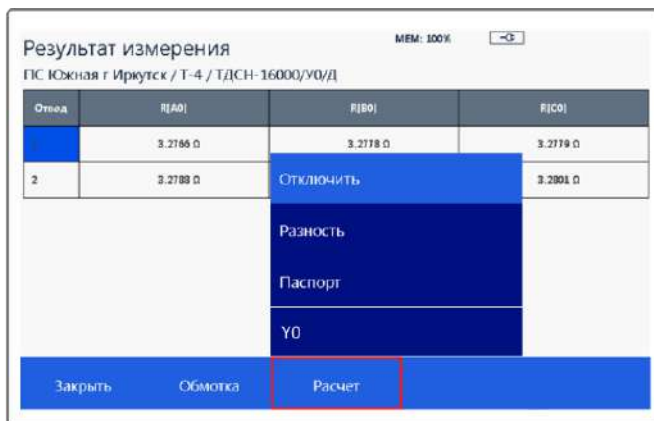 МЕМ: 100%
Результат измерения
ПС Южная г Иркутск / Т-4 / ТДСН-16000/У0/Д
Отвод R[A0] R[B0] R[C0]
3.2766 Ω 3.2778 Ω 3.2779 Ω
2 3.2788 Ω 3.2801 Ω
Отключить
Разность
Паспорт
Y0
Закрыть Обмотка Расчет